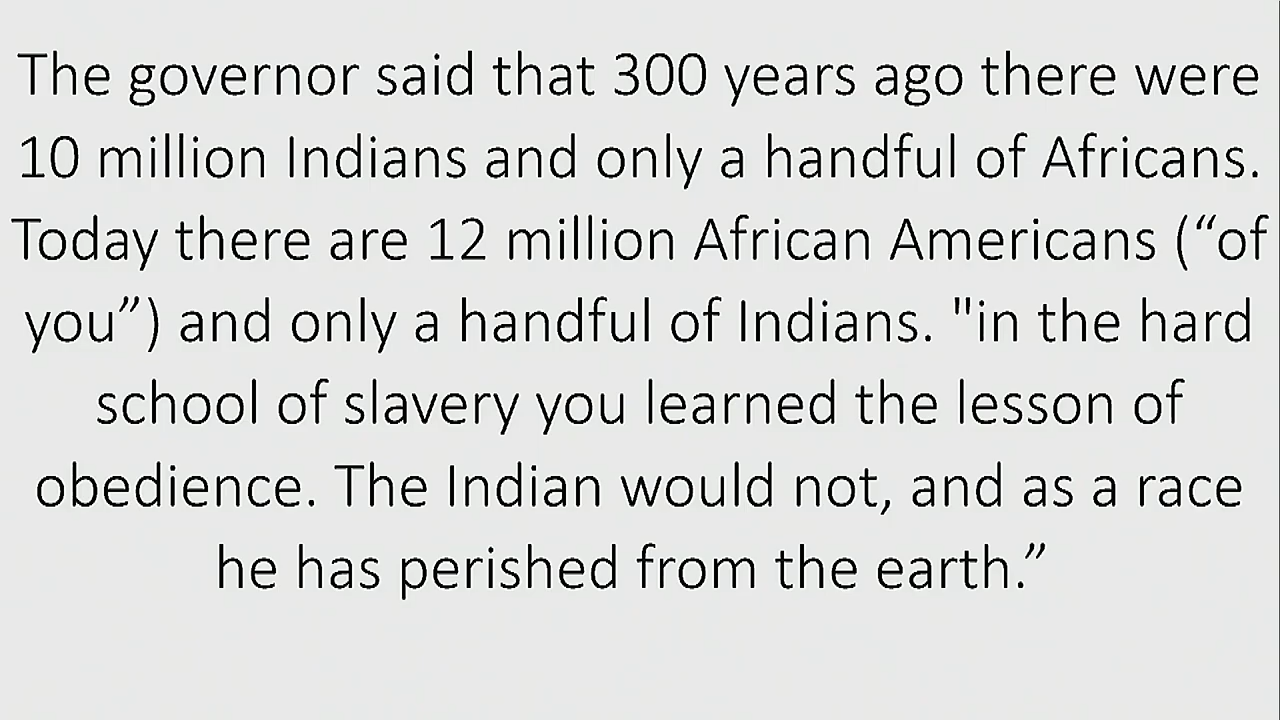 The governor said that 300 years ago there were
10 million Indians and only a handful of Africans.
Today there are 12 million African Americans (“of
you”) and only a handful of Indians. "in the hard
school of slavery you learned the lesson of
obedience. The Indian would not, and as a race
he has perished from the earth.”